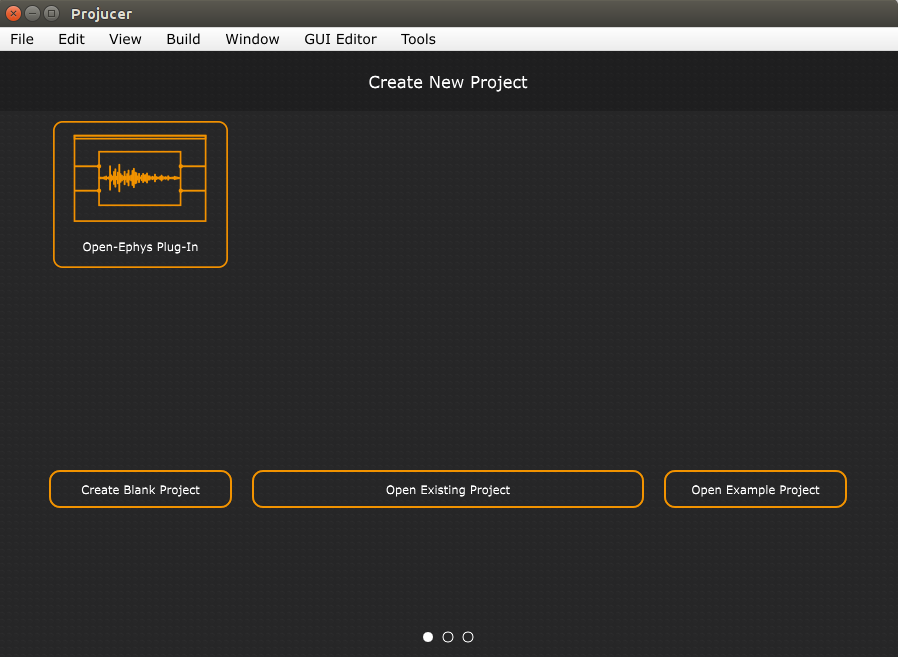 Projucer
File Edit View Build Window GUI Editor Tools
Create New Project
Open-Ephys Plug-In
Create Blank Project Open Existing Project Open Example Project